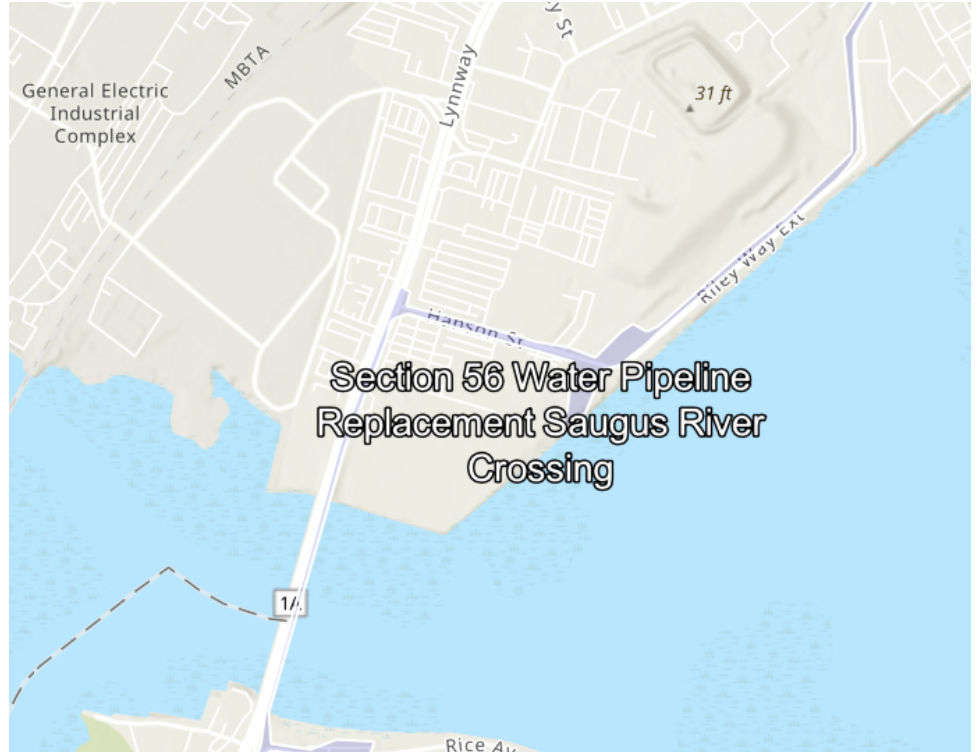 y St
MBTA
General Electric
Industrial
Complex
Lynnway
31 ft
Riley Way Ext
Hanson St
Section 56 Water Pipeline
Replacement Saugus River
Crossing
1A
Rice Av